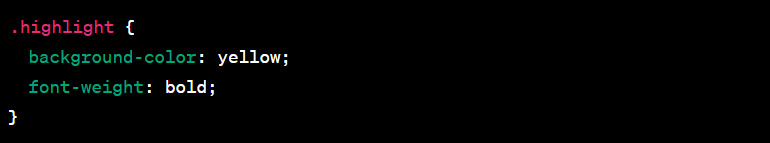 .highlight {
  background-color: yellow;
  font-weight: bold;
}